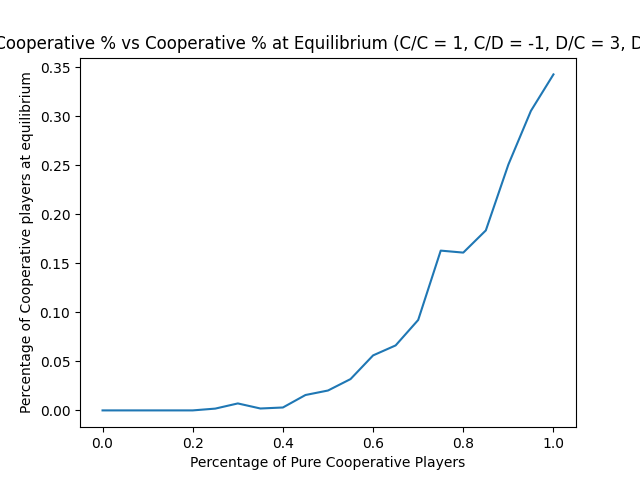 Cooperative % vs Cooperative % at Equilibrium (C/C = 1, C/D = -1, D/C = 3, D
Percentage of Cooperative players at equilibrium
0.35
0.30
0.25
0.20
0.15
0.10
0.05
0.00
0.0 0.2 0.4 0.6 0.8 1.0
Percentage of Pure Cooperative Players